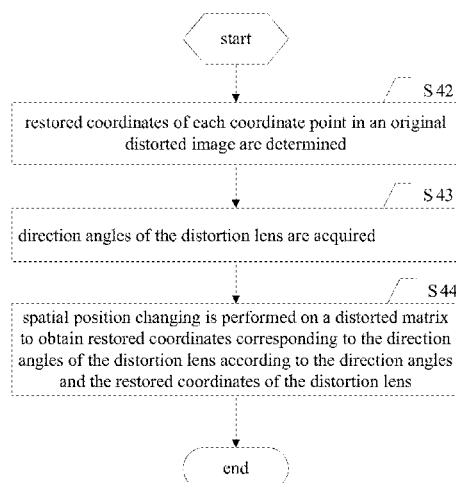 start
S42
restored coordinates of each coordinate point in an original
distorted image are determined
S43
direction angles of the distortion lens are acquired
S44
spatial position changing is performed on a distorted matrix
to obtain restored coordinates corresponding to the direction
angles of the distortion lens according to the direction angles
and the restored coordinates of the distortion lens
end